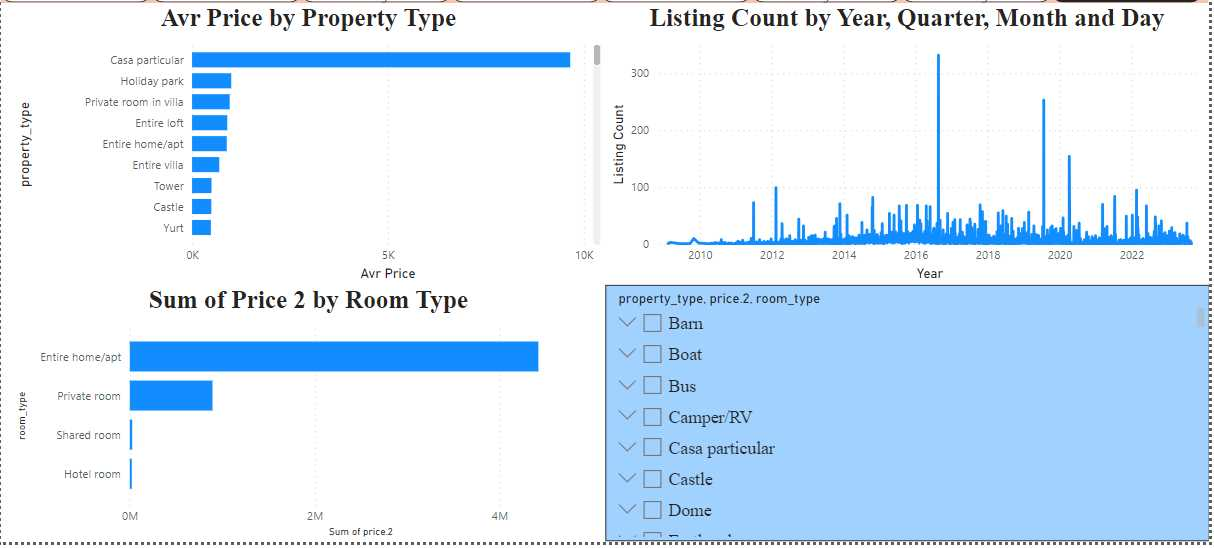 Avr Price by Property Type
property_type
Casa particular
Holiday park
Private room in villa
Entire loft
Entire home/apt
Entire villa
Tower
Castle
Yurt
0K 5K 10K
Avr Price
Listing Count by Year, Quarter, Month and Day
Listing Count
300
200
100
0
2010 2012 2014 2016 2018 2020 2022
Year
Sum of Price 2 by Room Type
room_type
Entire home/apt
Private room
Shared room
Hotel room
0M 2M 4M
Sum of price.2
property_type, price.2, room_type
Barn
Boat
Bus
Camper/RV
Casa particular
Castle
Dome